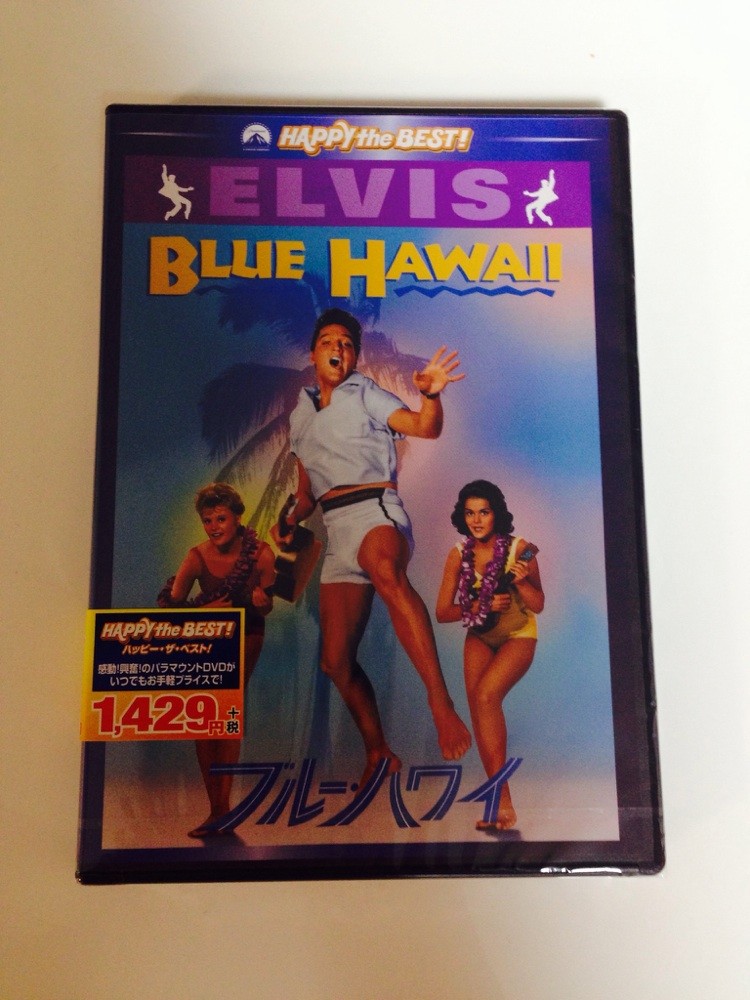 HAPPY the BEST!
ELVIS
BLUE HAWAII
HAPPY the BEST!
ハッピー・ザ・ベスト!
感動!興奮!のパラマウントDVDが
いつでもお手軽プライスで!
1,429円+税
ブルー・ハワイ